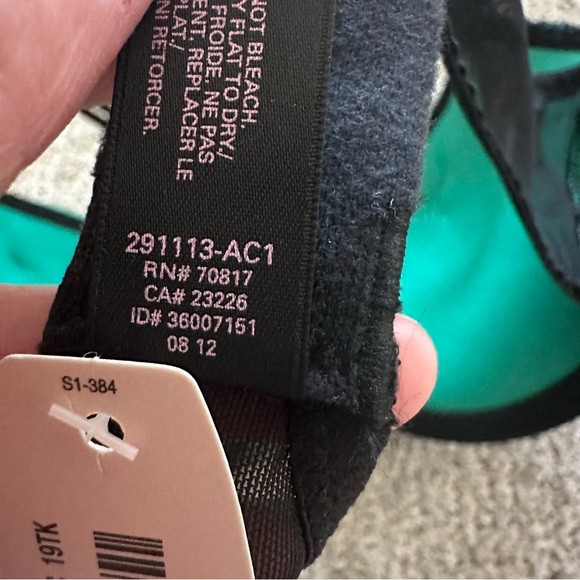 NOT BLEACH,
Y FLAT TO DRY/
FROIDE, NE PAS
ENT, REPLACER LE
PLAT./
NI RETORCER.
291113-AC1
RN# 70817
CA# 23226
ID# 36007151
08 12
S1-384
19TK